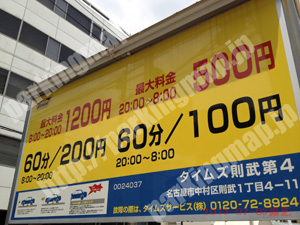 最大料金 1200円
8:00~20:00
最大料金 500円
20:00~8:00
60分/200円
8:00~20:00
60分/100円
20:00~8:00
タイムズ則武第4
0024037
名古屋市中村区則武1丁目4-11
故障の際は、タイムズサービス(株) 0120-72-8924